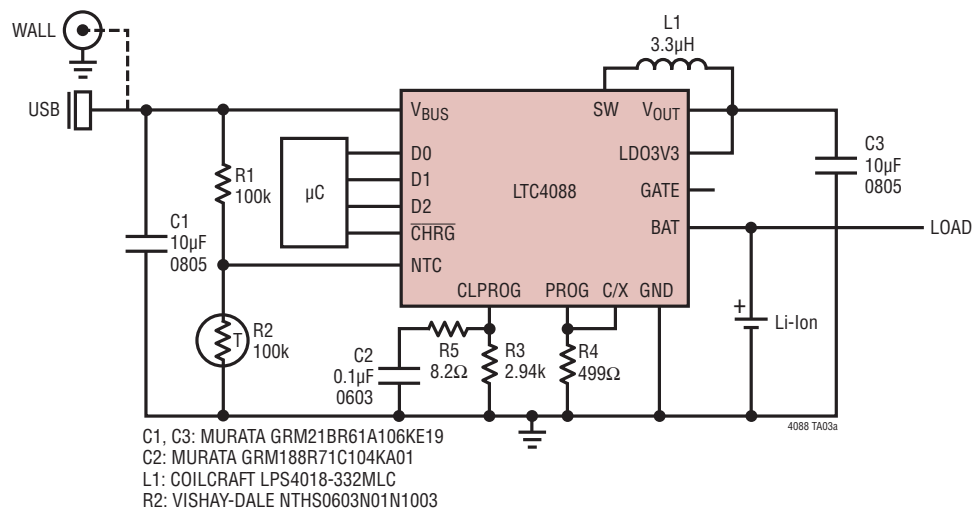 WALL
USB
L1
3.3µH
VBUS
SW
VOUT
D0
D1
D2
CHRG
NTC
LDO3V3
GATE
BAT
LTC4088
µC
CLPROG
PROG
C/X
GND
R1
100k
C1
10µF
0805
T
R2
100k
C2
0.1µF
0603
R5
8.2Ω
R3
2.94k
R4
499Ω
C3
10µF
0805
LOAD
+
Li-Ion
4088 TA03a
C1, C3: MURATA GRM21BR61A106KE19
C2: MURATA GRM188R71C104KA01
L1: COILCRAFT LPS4018-332MLC
R2: VISHAY-DALE NTHS0603N01N1003